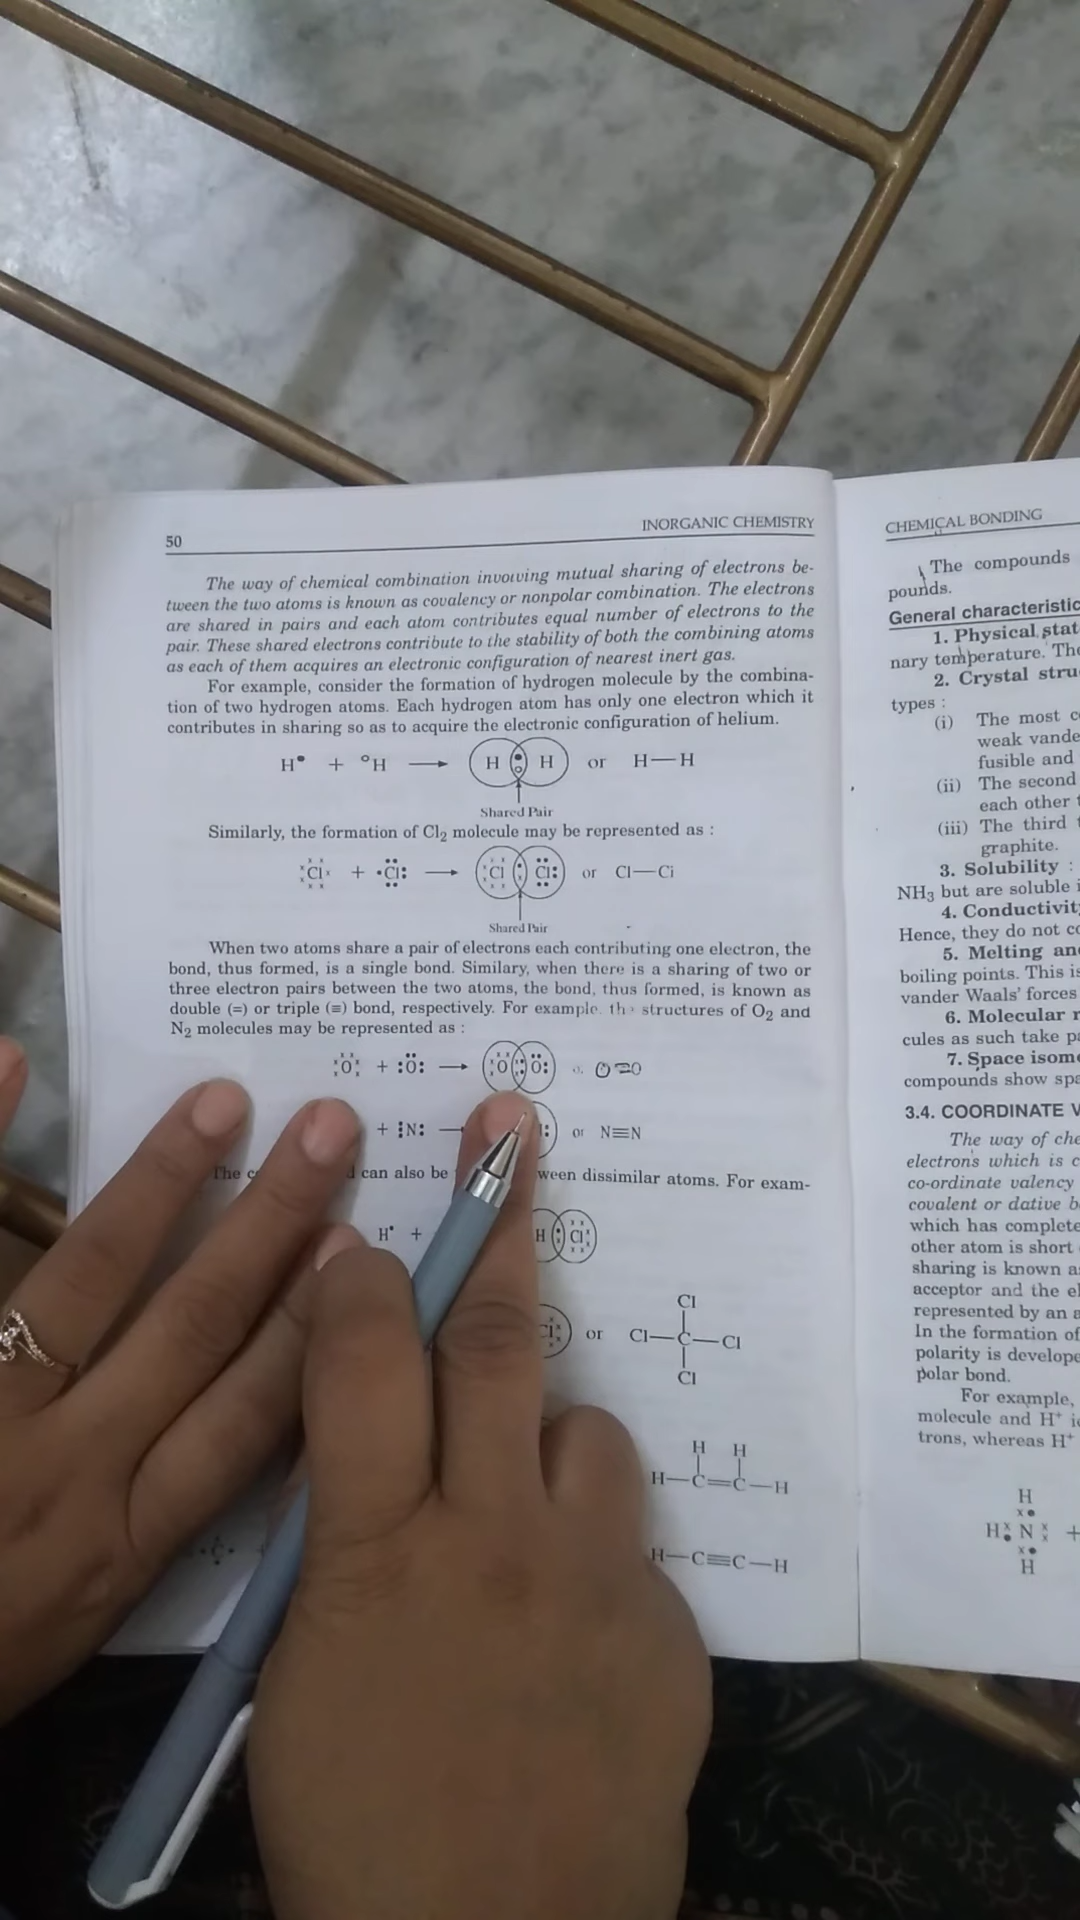 50
INORGANIC CHEMISTRY
The way of chemical combination involving mutual sharing of electrons be-
tween the two atoms is known as covalency or nonpolar combination. The electrons
are shared in pairs and each atom contributes equal number of electrons to the
pair. These shared electrons contribute to the stability of both the combining atoms
as each of them acquires an electronic configuration of nearest inert gas.
For example, consider the formation of hydrogen molecule by the combina-
tion of two hydrogen atoms. Each hydrogen atom has only one electron which it
contributes in sharing so as to acquire the electronic configuration of helium.
H• + °H ⟶ H H or H—H
Shared Pair
Similarly, the formation of Cl₂ molecule may be represented as :
Cl + Cl ⟶ Cl Cl or Cl—Ci
Shared Pair
When two atoms share a pair of electrons each contributing one electron, the
bond, thus formed, is a single bond. Similary, when there is a sharing of two or
three electron pairs between the two atoms, the bond, thus formed, is known as
double (=) or triple (≡) bond, respectively. For example, structures of O₂ and
N₂ molecules may be represented as :
O + O ⟶ O O O=O
+ N or N≡N
The can also be ween dissimilar atoms. For exam-
H• + H Cl
Cl or Cl
Cl—C—Cl
Cl
H H
H—C=C—H
C
H—C≡C—H
CHEMICAL BONDING
The compounds
pounds.
General characteristic
1. Physical stat
nary temperature. The
2. Crystal stru
types :
(i) The most c
weak vande
fusible and
(ii) The second
each other
(iii) The third
graphite.
3. Solubility :
NH₃ but are soluble i
4. Conductivit
Hence, they do not co
5. Melting an
boiling points. This is
vander Waals' forces
6. Molecular
cules as such take pa
7. Space isome
compounds show spa
3.4. COORDINATE V
The way of che
electrons which is c
co-ordinate valency
covalent or dative b
which has complete
other atom is short
sharing is known a
acceptor and the el
represented by an a
In the formation of
polarity is develope
polar bond.
For example,
molecule and H⁺ i
trons, whereas H⁺
H
H N +
H